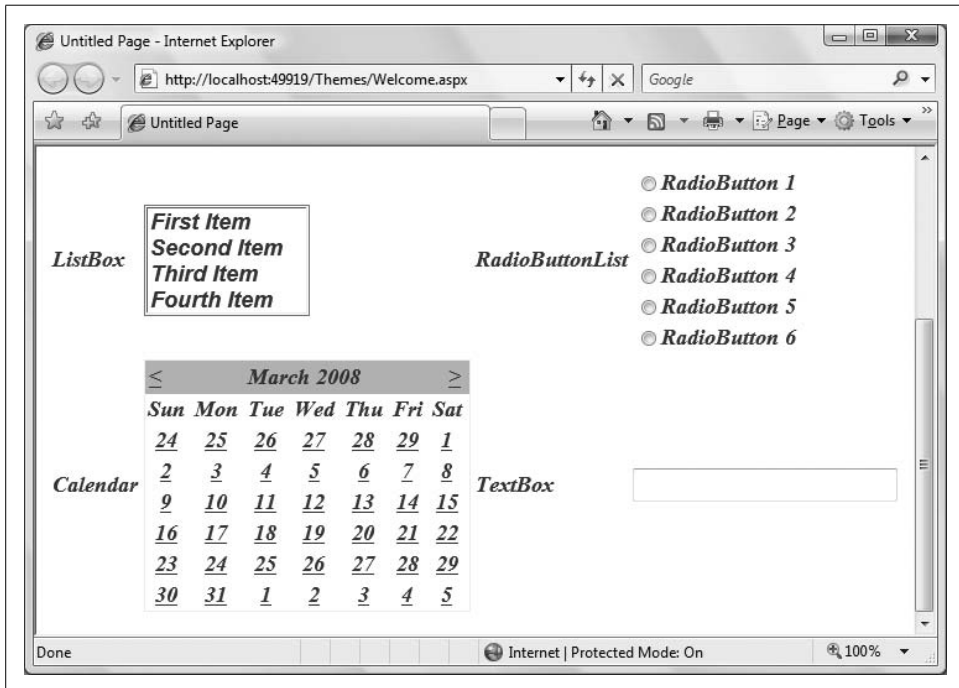 Untitled Page - Internet Explorer
http://localhost:49919/Themes/Welcome.aspx
Google
Untitled Page
Page
Tools
»
ListBox
First Item
Second Item
Third Item
Fourth Item
RadioButtonList
RadioButton 1
RadioButton 2
RadioButton 3
RadioButton 4
RadioButton 5
RadioButton 6
Calendar
< March 2008 >
Sun Mon Tue Wed Thu Fri Sat
24 25 26 27 28 29 1
2 3 4 5 6 7 8
9 10 11 12 13 14 15
16 17 18 19 20 21 22
23 24 25 26 27 28 29
30 31 1 2 3 4 5
TextBox
Done
Internet | Protected Mode: On
100%